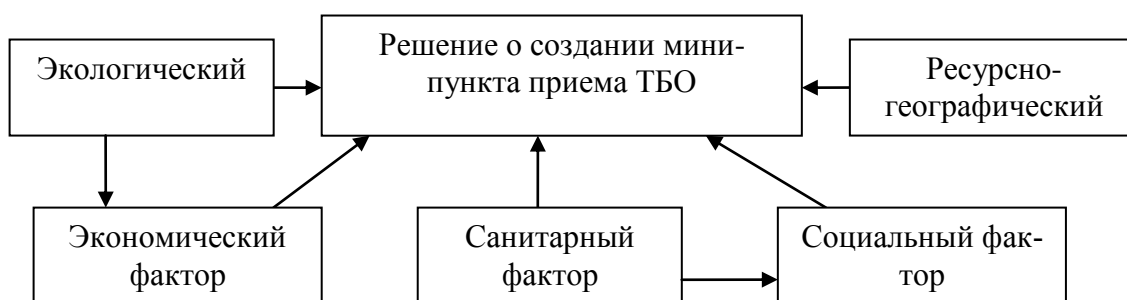 Экологический
Решение о создании мини-
пункта приема ТБО
Ресурсно-
географический
Экономический
фактор
Санитарный
фактор
Социальный фак-
тор